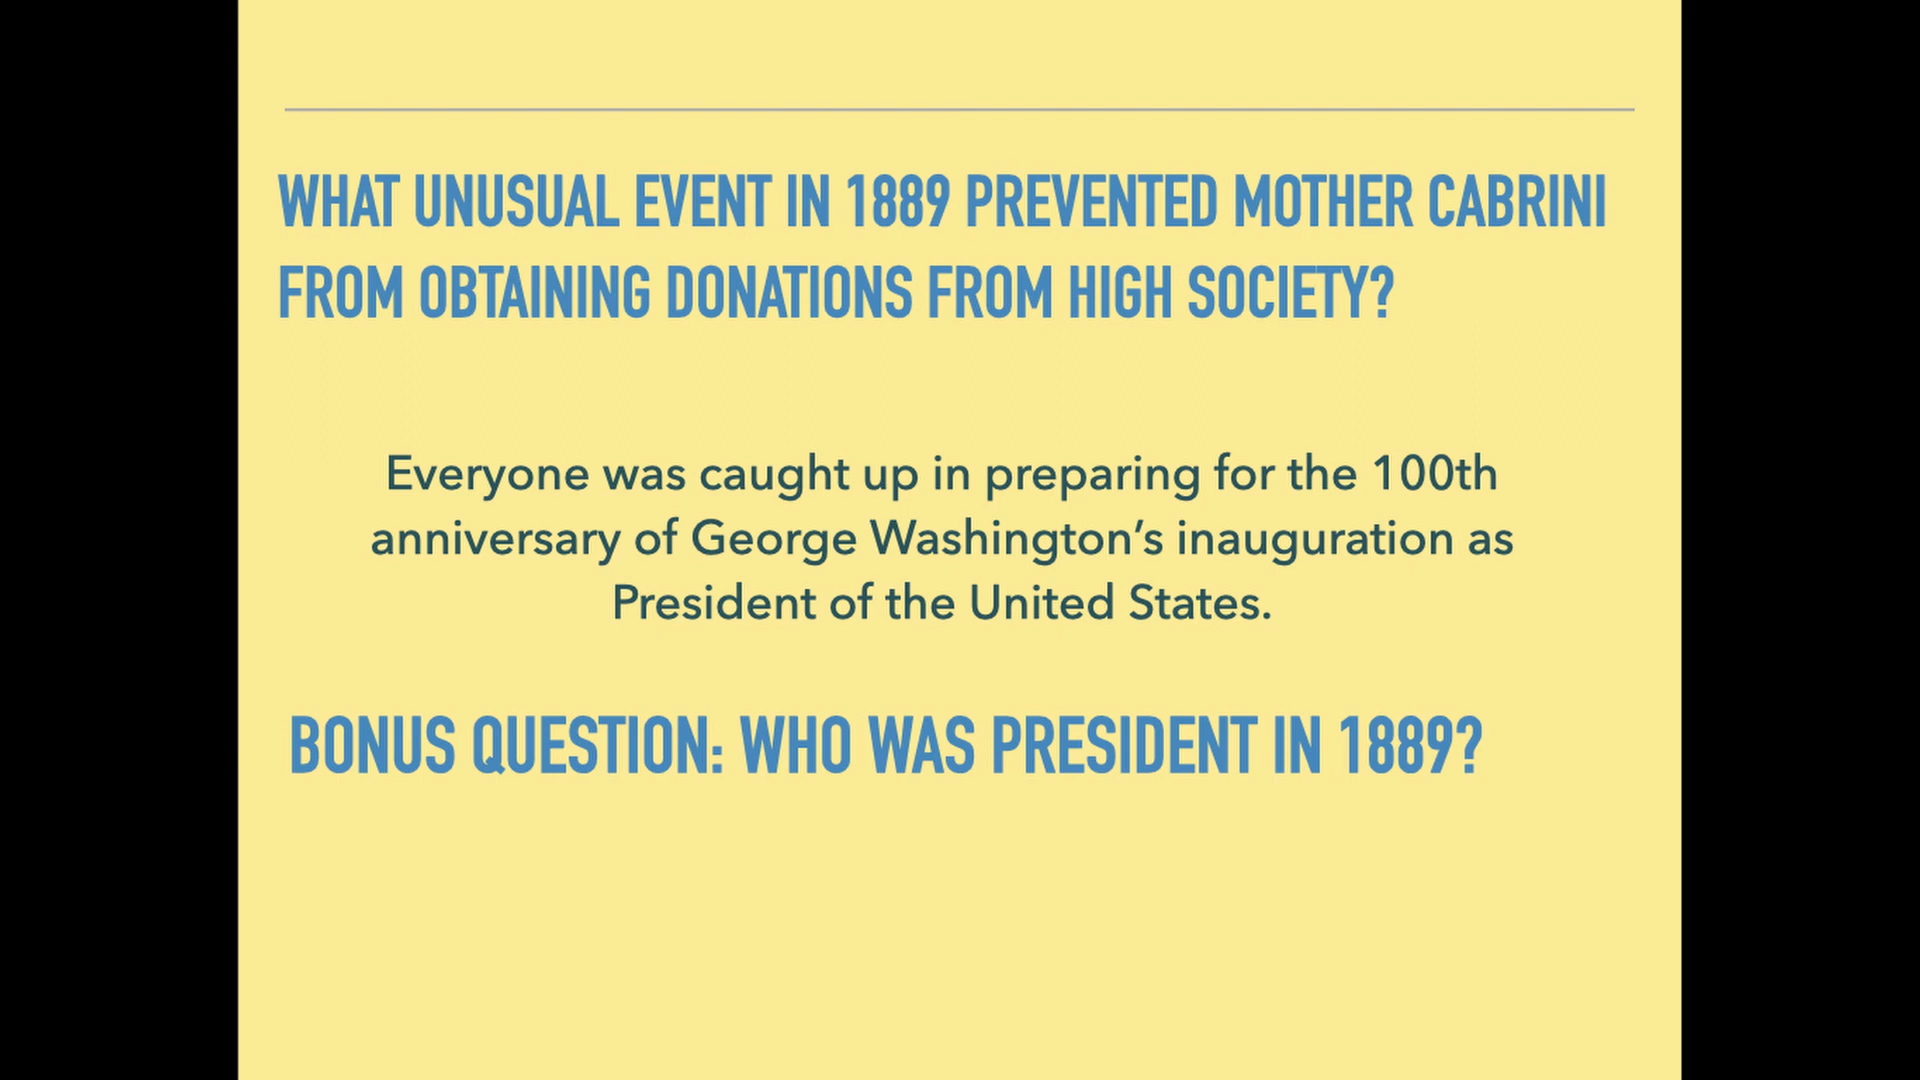 WHAT UNUSUAL EVENT IN 1889 PREVENTED MOTHER CABRINI
FROM OBTAINING DONATIONS FROM HIGH SOCIETY?
Everyone was caught up in preparing for the 100th
anniversary of George Washington’s inauguration as
President of the United States.
BONUS QUESTION: WHO WAS PRESIDENT IN 1889?